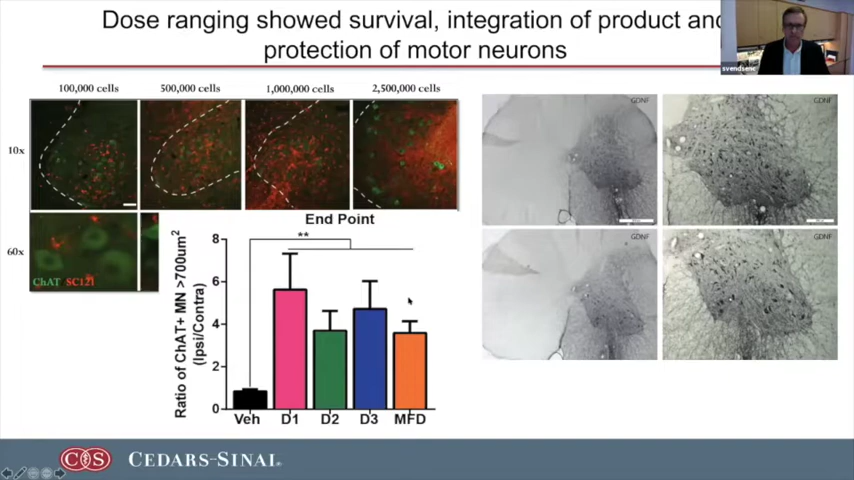 Dose ranging showed survival, integration of product and
protection of motor neurons
svendsenc
100,000 cells 500,000 cells 1,000,000 cells 2,500,000 cells
10x
60x
ChAT SC121
End Point
**
Ratio of ChAT+ MN >700um²
(Ipsi/Contra)
8
6
4
2
0
Veh D1 D2 D3 MFD
GDNF
GDNF
GDNF
GDNF
CS CEDARS-SINAI®